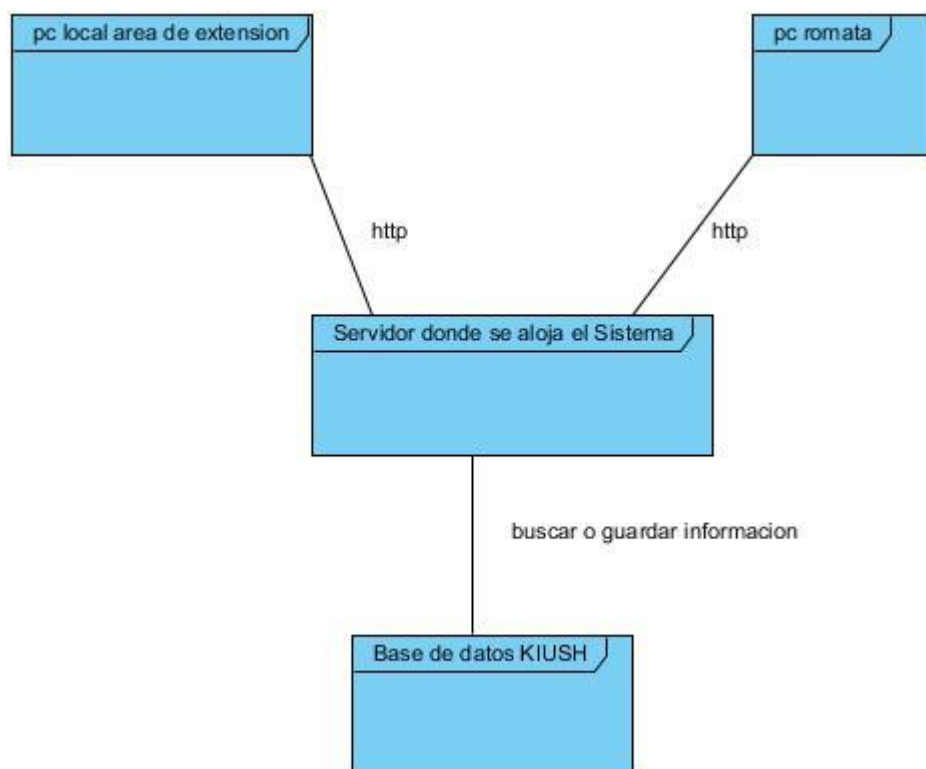 pc local area de extension
pc romata
http
http
Servidor donde se aloja el Sistema
buscar o guardar informacion
Base de datos KIUSH